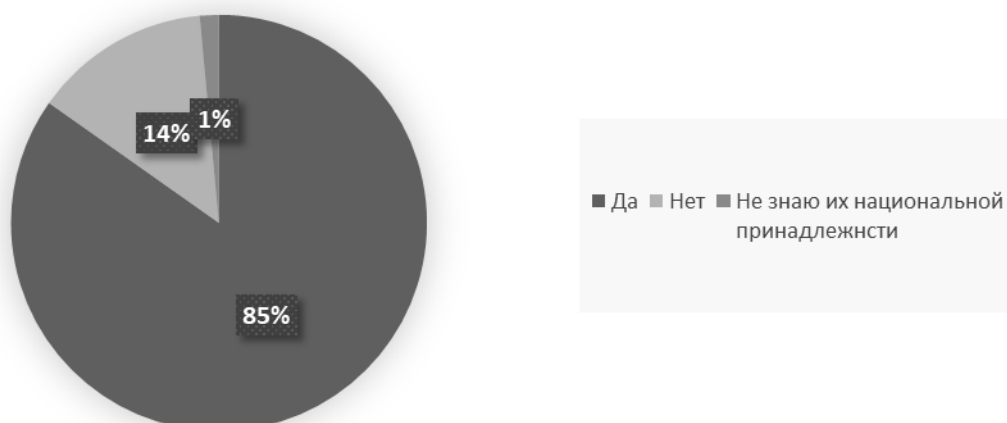 14%
1%
85%
Да Нет Не знаю их национальной
принадлежнсти